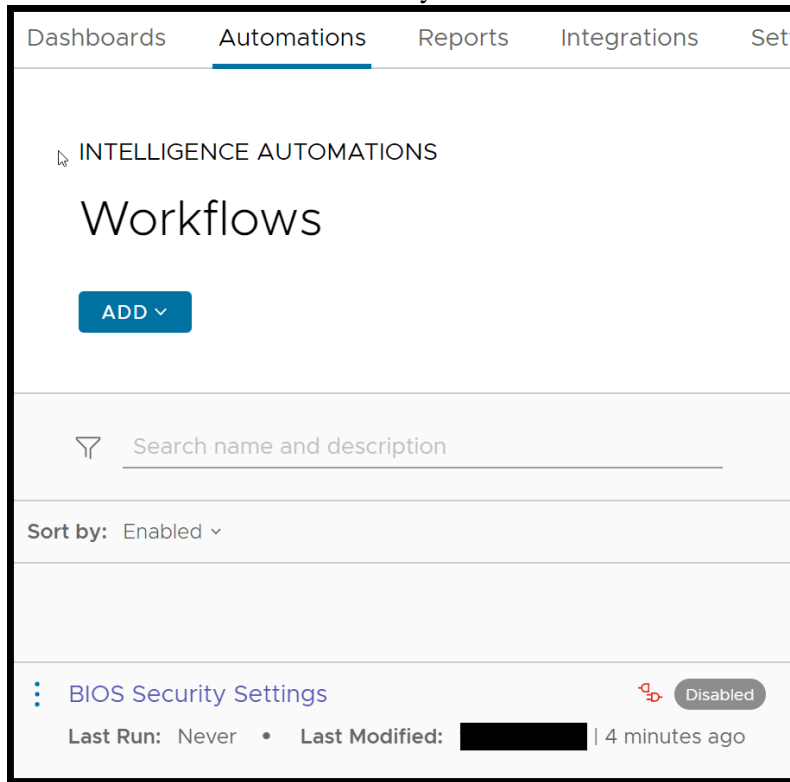 Dashboards Automations Reports Integrations
INTELLIGENCE AUTOMATIONS
Workflows
ADD
Search name and description
Sort by: Enabled
BIOS Security Settings Disabled
Last Run: Never • Last Modified: | 4 minutes ago